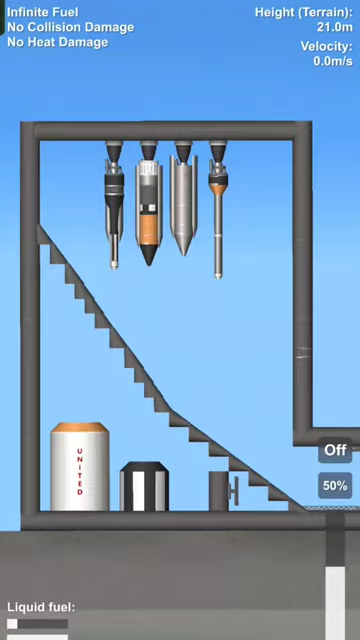 Infinite Fuel
No Collision Damage
No Heat Damage
Height (Terrain):
21.0m
Velocity:
0.0m/s
UNITED
Off
50%
Liquid fuel: